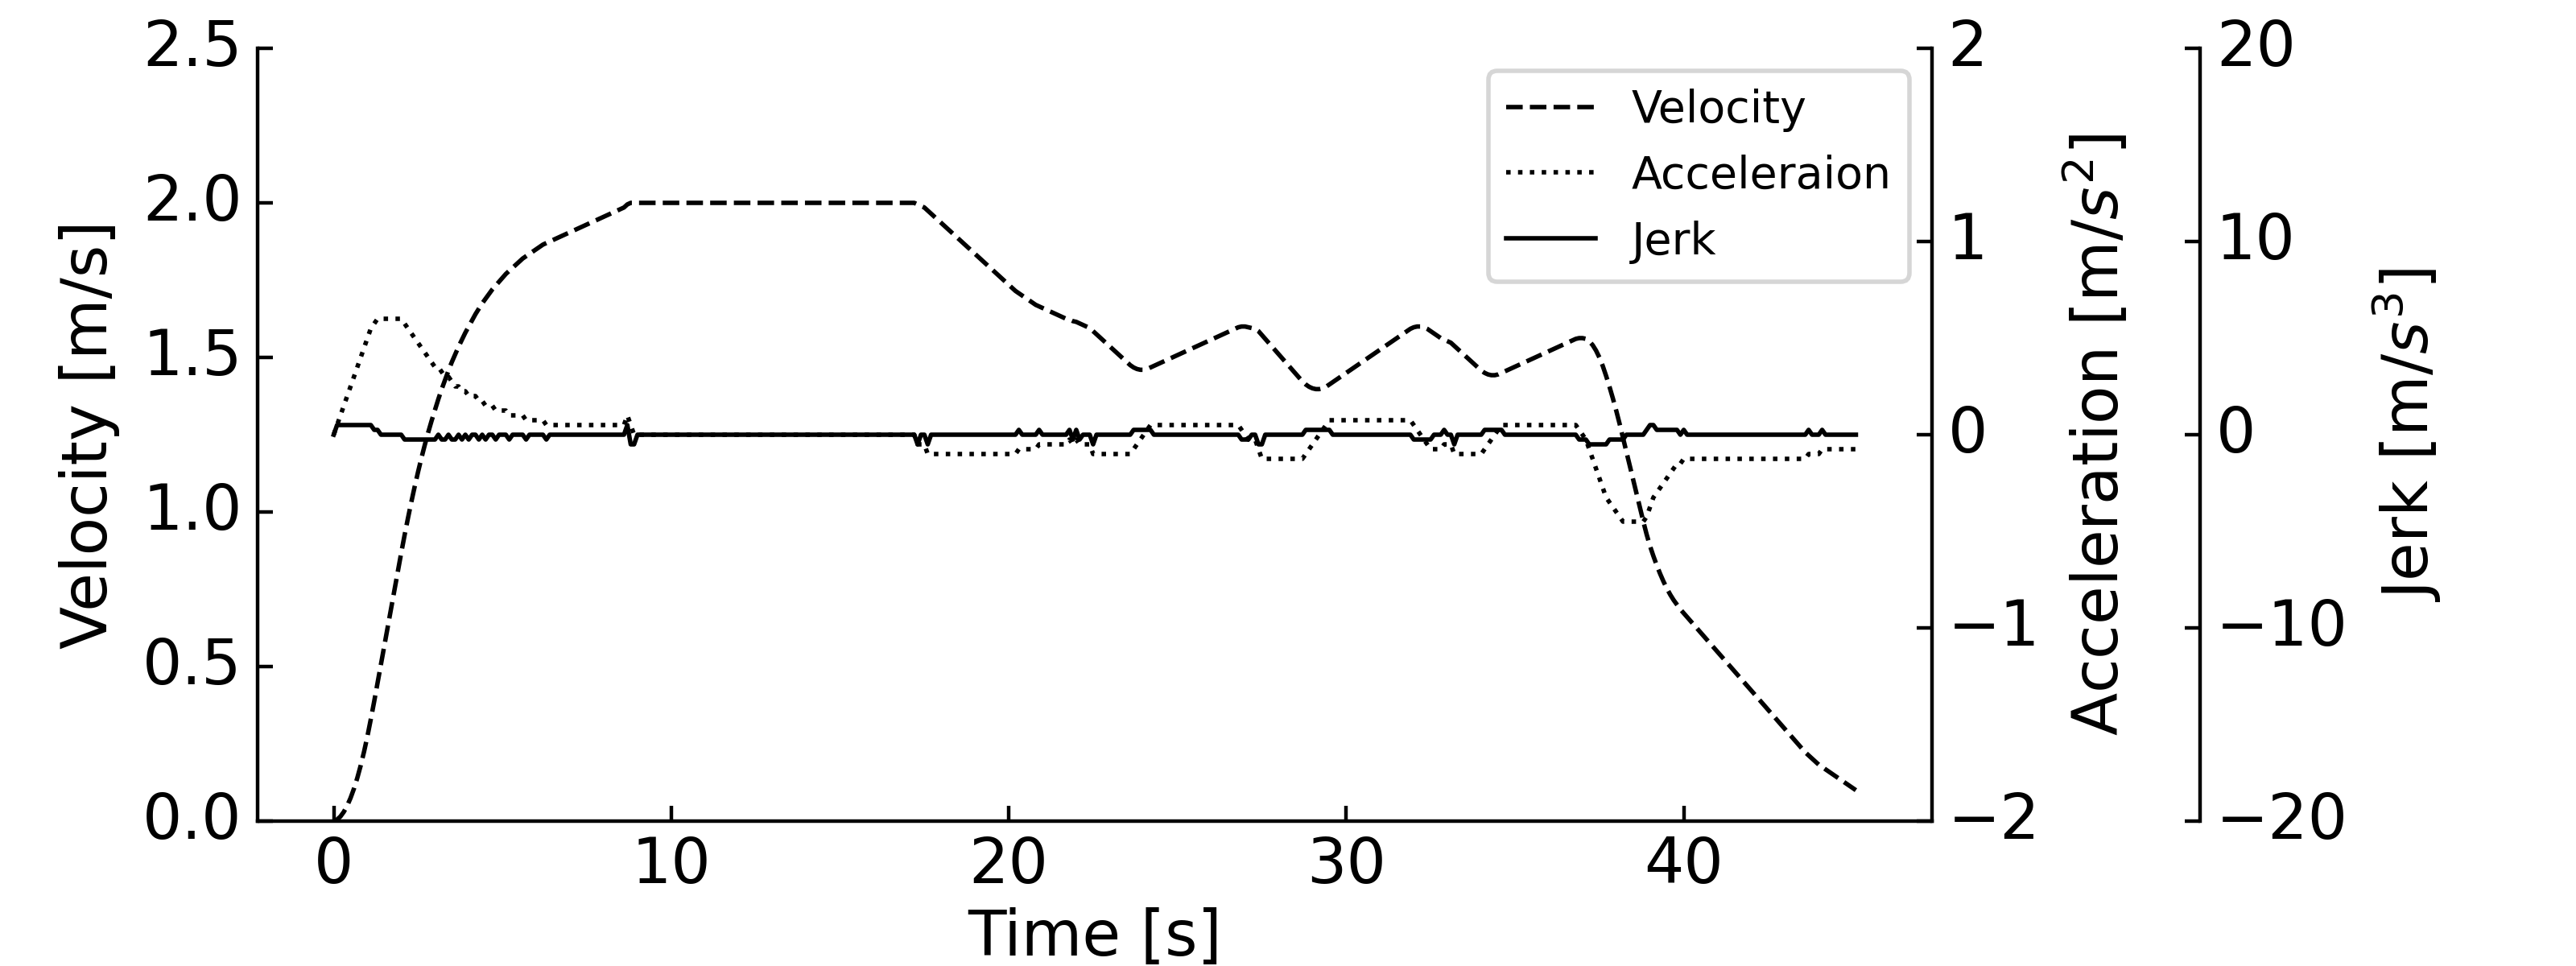 2.5
2.0
1.5
1.0
0.5
0.0
Velocity [m/s]
0 10 20 30 40
Time [s]
Velocity
Acceleraion
Jerk
2
1
0
−1
−2
Acceleration [m/s²]
20
10
0
−10
−20
Jerk [m/s³]